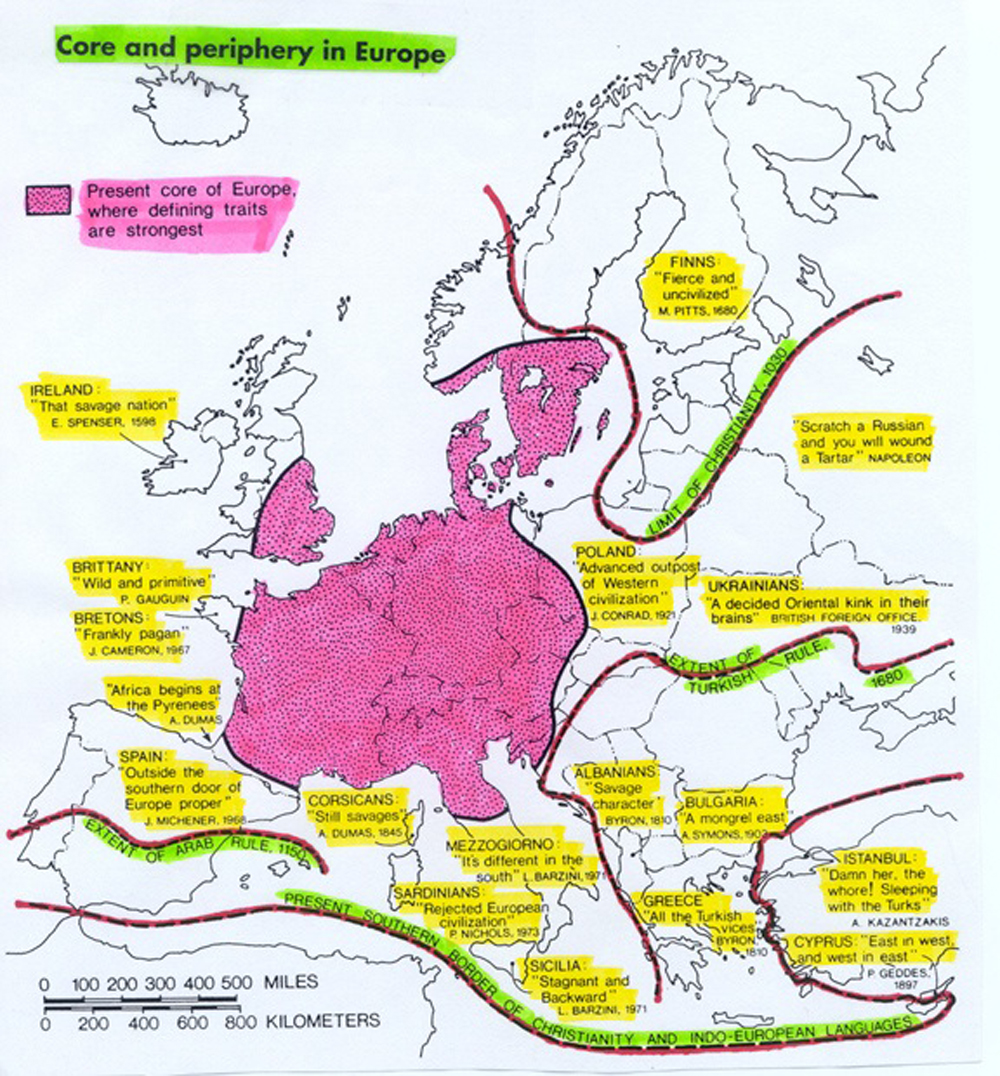 Core and periphery in Europe
Present core of Europe,
where defining traits
are strongest
FINNS:
"Fierce and
uncivilized"
M. PITTS, 1680
IRELAND:
"That savage nation"
E. SPENSER, 1598
LIMIT OF CHRISTIANITY, 1030
"Scratch a Russian
and you will wound
a Tartar" NAPOLEON
BRITTANY:
"Wild and primitive"
P. GAUGUIN
BRETONS:
"Frankly pagan"
J. CAMERON, 1967
POLAND:
"Advanced outpost
of Western
civilization"
J. CONRAD, 1921
UKRAINIANS:
"A decided Oriental kink in their
brains" BRITISH FOREIGN OFFICE,
1939
EXTENT OF
TURKISH RULE,
1680
"Africa begins at
the Pyrenees"
A. DUMAS
SPAIN:
"Outside the
southern door of
Europe proper"
J. MICHENER, 1968
EXTENT OF ARAB RULE, 1150
CORSICANS:
"Still savages"
A. DUMAS, 1845
ALBANIANS:
"Savage
character"
BYRON, 1810
BULGARIA:
"A mongrel east"
A. SYMONS, 1903
MEZZOGIORNO:
"It's different in the
south" L. BARZINI, 1971
SARDINIANS:
"Rejected European
civilization"
P. NICHOLS, 1973
GREECE:
"All the Turkish
vices"
BYRON,
1810
ISTANBUL:
"Damn her, the
whore! Sleeping
with the Turks"
A. KAZANTZAKIS
CYPRUS: "East in west,
and west in east"
P. GEDDES,
1897
SICILIA:
"Stagnant and
Backward"
L. BARZINI, 1971
PRESENT SOUTHERN BORDER OF CHRISTIANITY AND INDO-EUROPEAN LANGUAGES
0 100 200 300 400 500 MILES
0 200 400 600 800 KILOMETERS